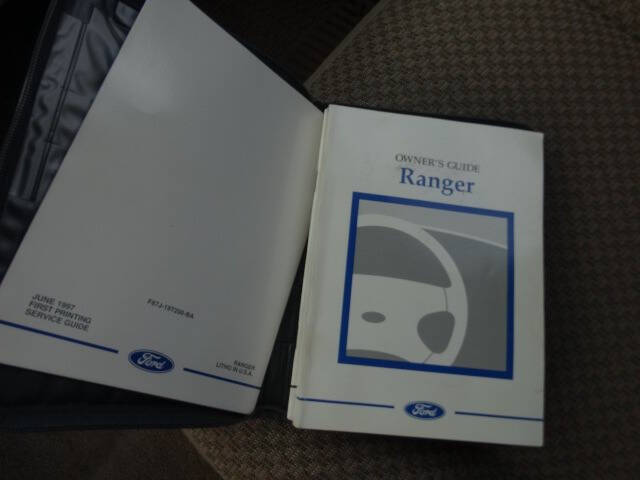 JUNE 1997
FIRST PRINTING
SERVICE GUIDE
RANGER
LITHO IN U.S.A.
Ford
OWNER'S GUIDE
Ranger
Ford